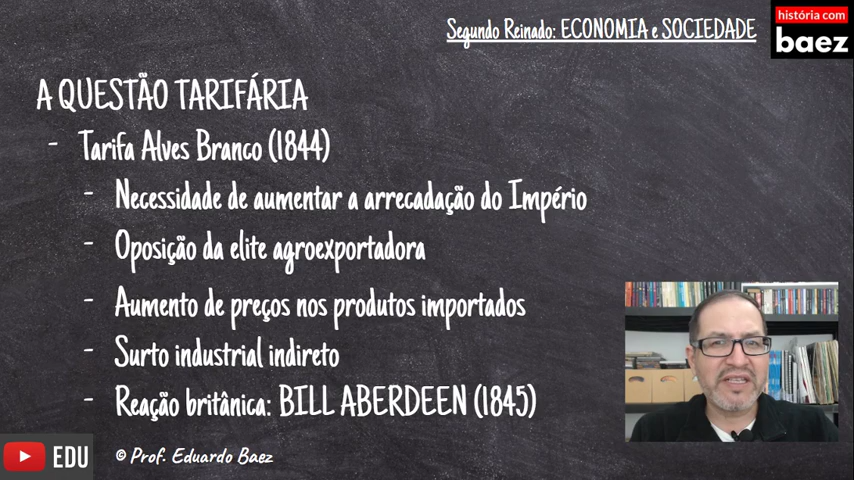 Segundo Reinado: ECONOMIA e SOCIEDADE
história com
baez
A QUESTÃO TARIFÁRIA
- Tarifa Alves Branco (1844)
- Necessidade de aumentar a arrecadação do Império
- Oposição da elite agroexportadora
- Aumento de preços nos produtos importados
- Surto industrial indireto
- Reação britânica: BILL ABERDEEN (1845)
EDU
© Prof. Eduardo Baez